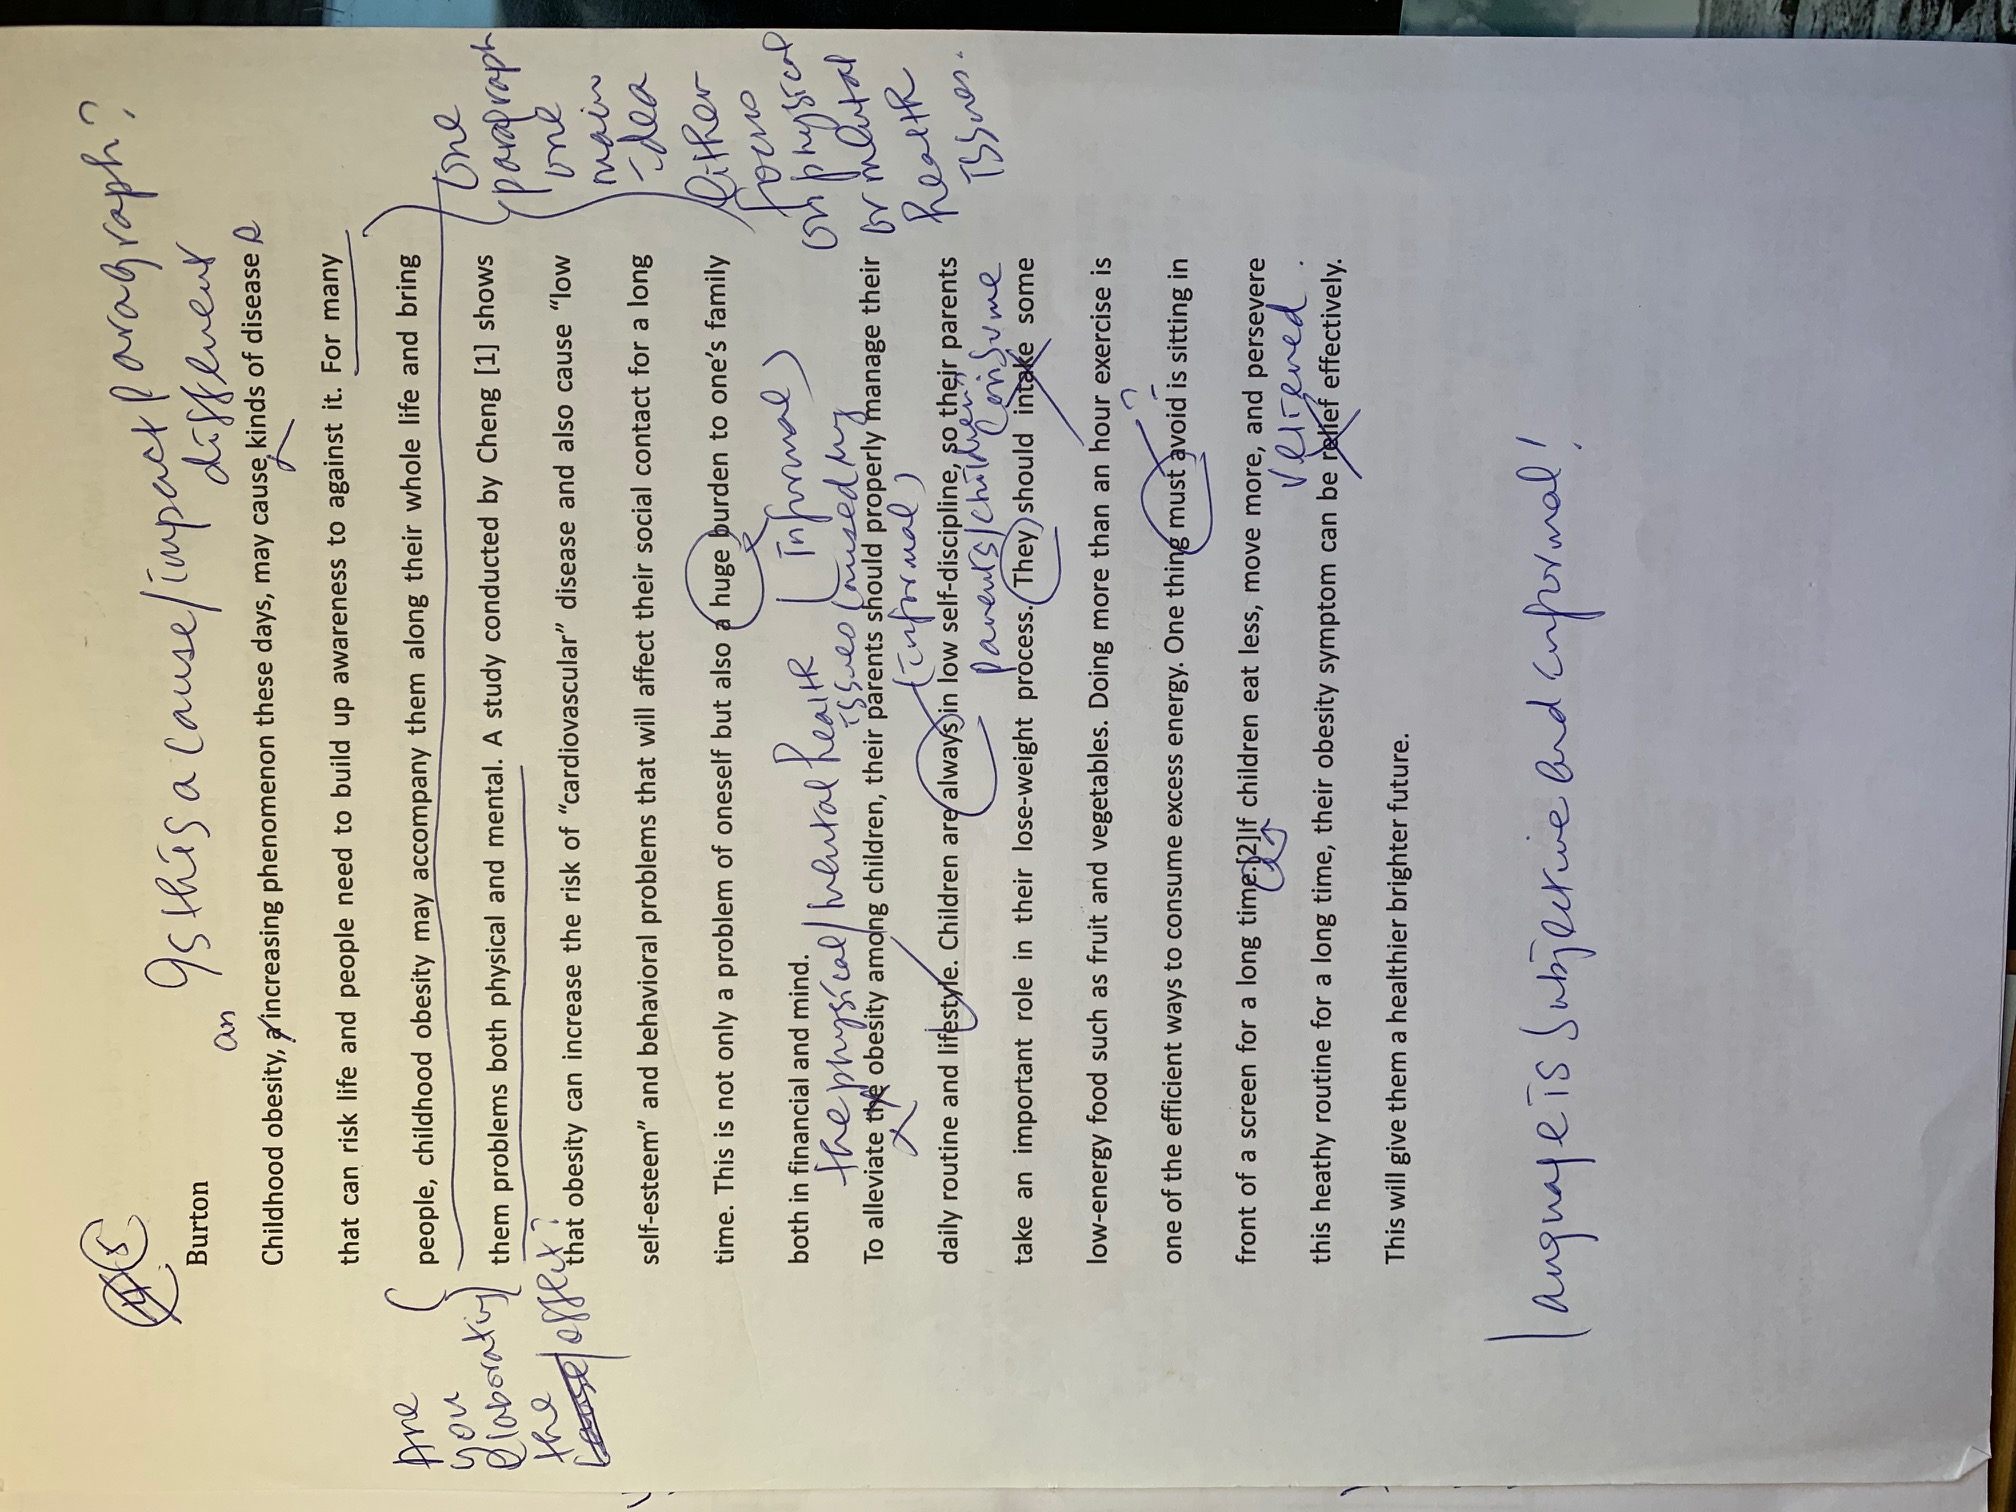 5
Is this a cause/impact paragraph?
Burton
an
different
Childhood obesity, a increasing phenomenon these days, may cause kinds of disease
that can risk life and people need to build up awareness to against it. For many
people, childhood obesity may accompany them along their whole life and bring
them problems both physical and mental. A study conducted by Cheng [1] shows
that obesity can increase the risk of “cardiovascular” disease and also cause “low
self-esteem” and behavioral problems that will affect their social contact for a long
time. This is not only a problem of oneself but also a huge burden to one’s family
both in financial and mind.
Are
you
elaborating
the
cause/effect?
One
paragraph
one
main
idea
Either
focus
on physical
or mental
health
issues.
(Informal)
the physical/mental health
issues caused by
To alleviate the obesity among children, their parents should properly manage their
(informal)
daily routine and lifestyle. Children are always in low self-discipline, so their parents
parents/children?
consume
take an important role in their lose-weight process. They should intake some
low-energy food such as fruit and vegetables. Doing more than an hour exercise is
?
one of the efficient ways to consume excess energy. One thing must avoid is sitting in
front of a screen for a long time.[2]If children eat less, move more, and persevere
relieved.
this heathy routine for a long time, their obesity symptom can be relief effectively.
This will give them a healthier brighter future.
Language is subjective and informal!